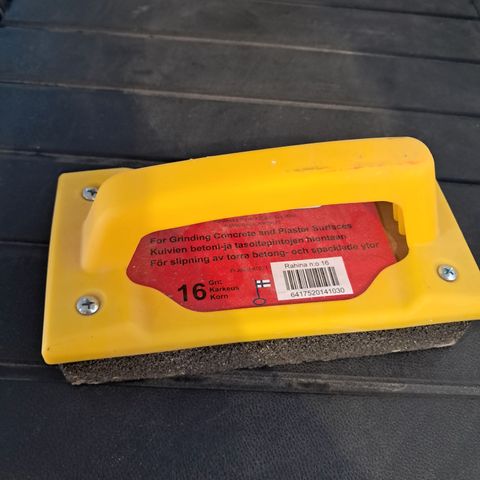 For Grinding Concrete and Plaster Surfaces
Kuivien betoni-ja tasoitepintojen hiontaan
För slipning av torra betong- och spacklade ytor
Rahina n:o 16
16 Grit
Karkeus
Korn
6417520141030